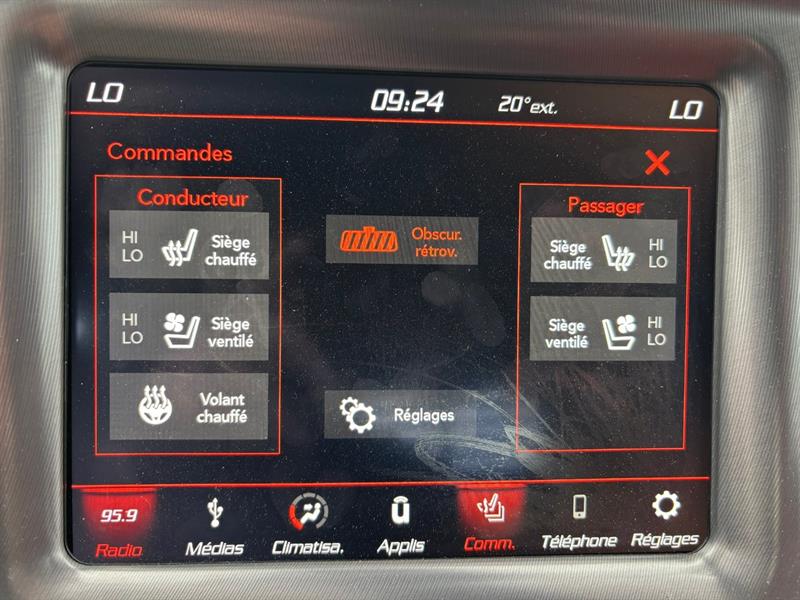 LO
09:24
20° ext.
LO
Commandes
Conducteur
HI
LO
Siège
chauffé
HI
LO
Siège
ventilé
Volant
chauffé
Obscur.
rétrov.
Réglages
Passager
Siège
chauffé
HI
LO
Siège
ventilé
HI
LO
95.9
Radio
Médias
Climatisa.
Applis
Comm.
Téléphone
Réglages